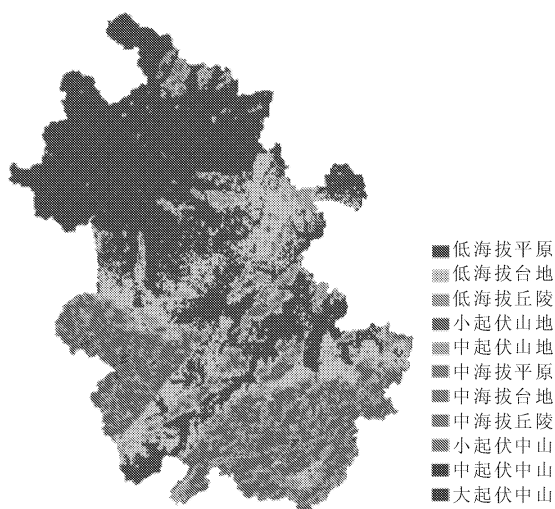 低海拔平原
低海拔台地
低海拔丘陵
小起伏山地
中起伏山地
中海拔平原
中海拔台地
中海拔丘陵
小起伏中山
中起伏中山
大起伏中山